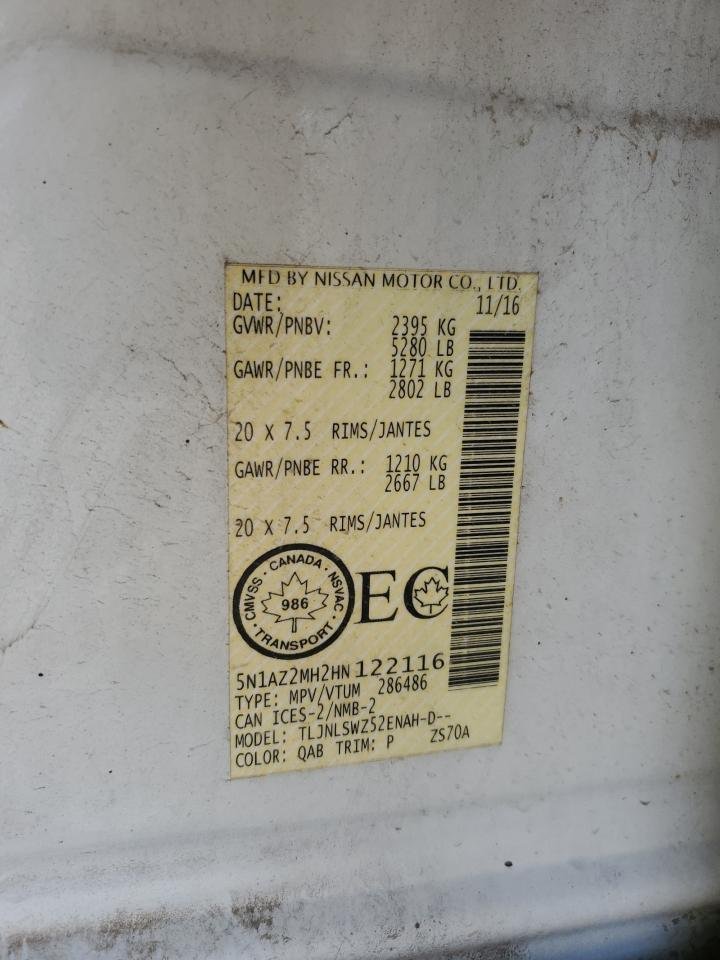 MFD BY NISSAN MOTOR CO., LTD.
DATE: 11/16
GVWR/PNBV: 2395 KG
5280 LB
GAWR/PNBE FR.: 1271 KG
2802 LB
20 X 7.5 RIMS/JANTES
GAWR/PNBE RR.: 1210 KG
2667 LB
20 X 7.5 RIMS/JANTES
CMVSS · CANADA · NSVAC
986
· TRANSPORT ·
EC
5N1AZ2MH2HN122116
TYPE: MPV/VTUM 286486
CAN ICES-2/NMB-2
MODEL: TLJNLSWZ52ENAH-D--
COLOR: QAB TRIM: P ZS70A